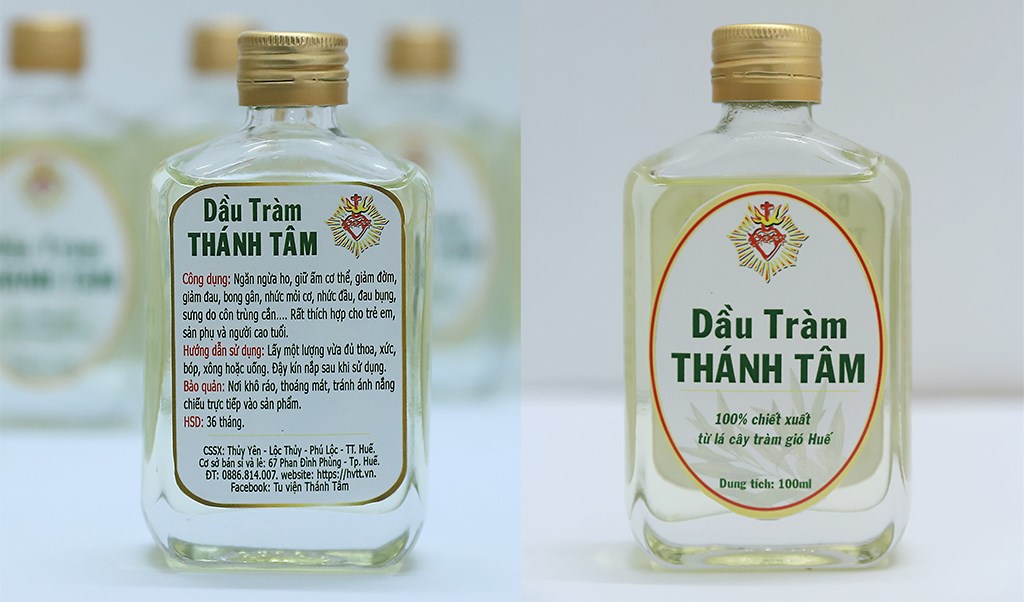 Dầu Tràm
THÁNH TÂM
Công dụng: Ngăn ngừa ho, giữ ấm cơ thể, giảm đờm,
giảm đau, bong gân, nhức mỏi cơ, nhức đầu, đau bụng,
sưng do côn trùng cắn.... Rất thích hợp cho trẻ em,
sản phụ và người cao tuổi.
Hướng dẫn sử dụng: Lấy một lượng vừa đủ thoa, xức,
bóp, xông hoặc uống. Đậy kín nắp sau khi sử dụng.
Bảo quản: Nơi khô ráo, thoáng mát, tránh ánh nắng
chiếu trực tiếp vào sản phẩm.
HSD: 36 tháng.
CSSX: Thủy Yên - Lộc Thủy - Phú Lộc - TT. Huế.
Cơ sở bán sỉ và lẻ: 67 Phan Đình Phùng - Tp. Huế.
ĐT: 0886.814.007. website: https://hvtt.vn.
Facebook: Tu viện Thánh Tâm
Dầu Tràm
THÁNH TÂM
100% chiết xuất
từ lá cây tràm gió Huế
Dung tích: 100ml